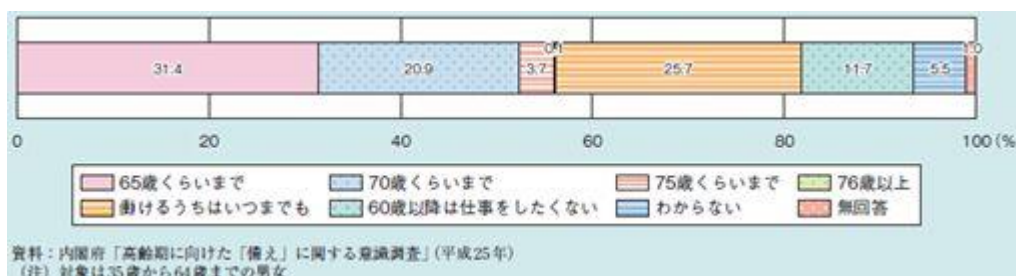 31.4 20.9 3.7 0.1 25.7 11.7 5.5 1.0
0 20 40 60 80 100(%
65歳くらいまで 70歳くらいまで 75歳くらいまで 76歳以上
働けるうちはいつまでも 60歳以降は仕事をしたくない わからない 無回答
資料：内閣府「高齢期に向けた「備え」に関する意識調査」（平成25年）
（注）対象は35歳から64歳までの男女